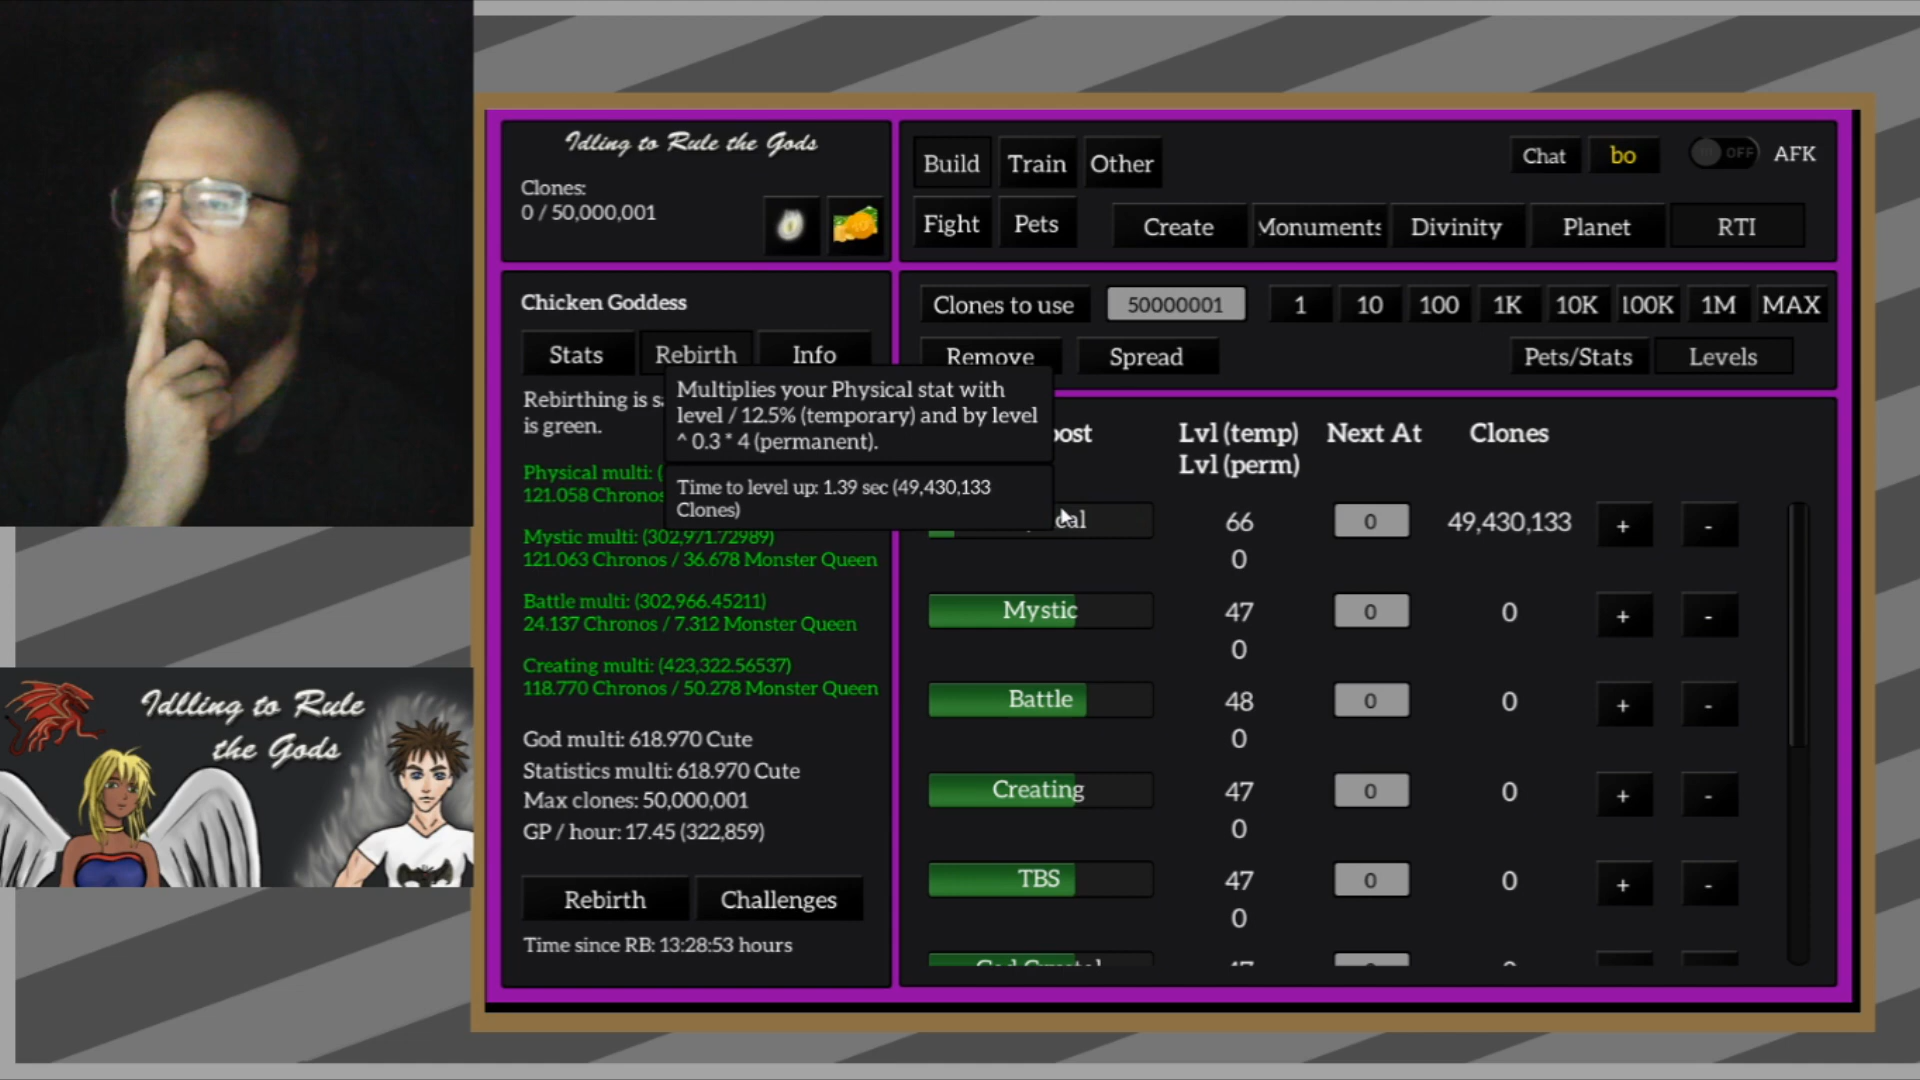 Idling to Rule the Gods
Clones:
0 / 50,000,001
Build
Train
Other
Chat
bo
OFF
AFK
Fight
Pets
Create
Monuments
Divinity
Planet
RTI
Chicken Goddess
Stats
Rebirth
Info
Clones to use
50000001
1
10
100
1K
10K
100K
1M
MAX
Remove
Spread
Pets/Stats
Levels
Rebirthing is
is green.
Multiplies your Physical stat with
level / 12.5% (temporary) and by level
^ 0.3 * 4 (permanent).
Time to level up: 1.39 sec (49,430,133
Clones)
Physical multi: (
121.058 Chronos
Mystic multi: (302,971.72989)
121.063 Chronos / 36.678 Monster Queen
Battle multi: (302,966.45211)
24.137 Chronos / 7.312 Monster Queen
Creating multi: (423,322.56537)
118.770 Chronos / 50.278 Monster Queen
God multi: 618.970 Cute
Statistics multi: 618.970 Cute
Max clones: 50,000,001
GP / hour: 17.45 (322,859)
Rebirth
Challenges
Time since RB: 13:28:53 hours
Lvl (temp) Next At Clones
Lvl (perm)
66 0 49,430,133 + -
0
Mystic 47 0 0 + -
0
Battle 48 0 0 + -
0
Creating 47 0 0 + -
0
TBS 47 0 0 + -
0
Idlling to Rule
the Gods